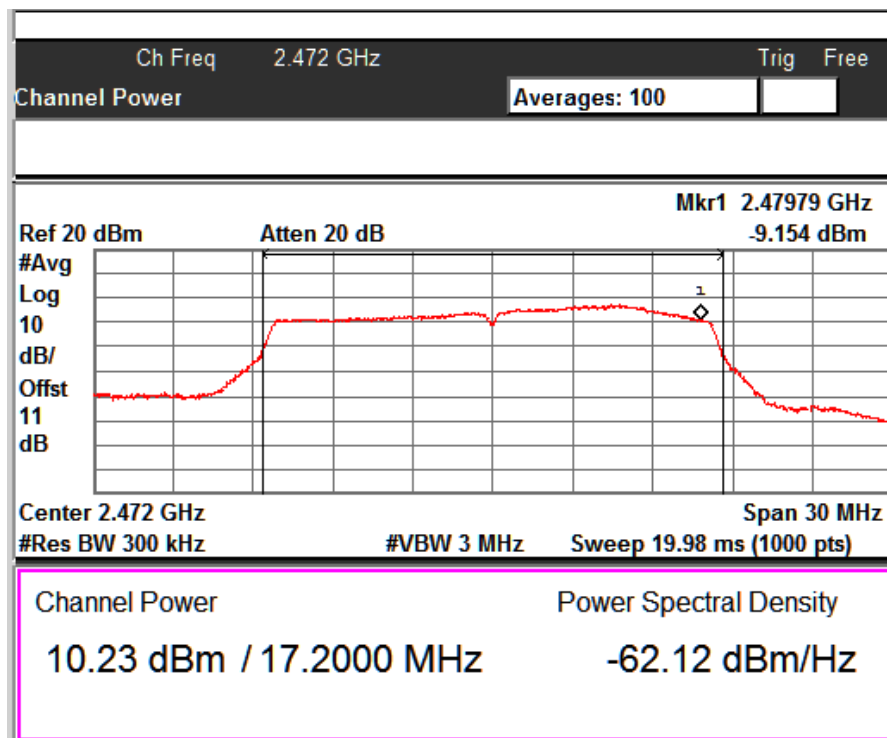 Ch Freq 2.472 GHz Trig Free
Channel Power Averages: 100
Mkr1 2.47979 GHz
Ref 20 dBm Atten 20 dB -9.154 dBm
#Avg
Log
10
dB/
Offst
11
dB
1
Center 2.472 GHz Span 30 MHz
#Res BW 300 kHz #VBW 3 MHz Sweep 19.98 ms (1000 pts)
Channel Power Power Spectral Density
10.23 dBm / 17.2000 MHz -62.12 dBm/Hz